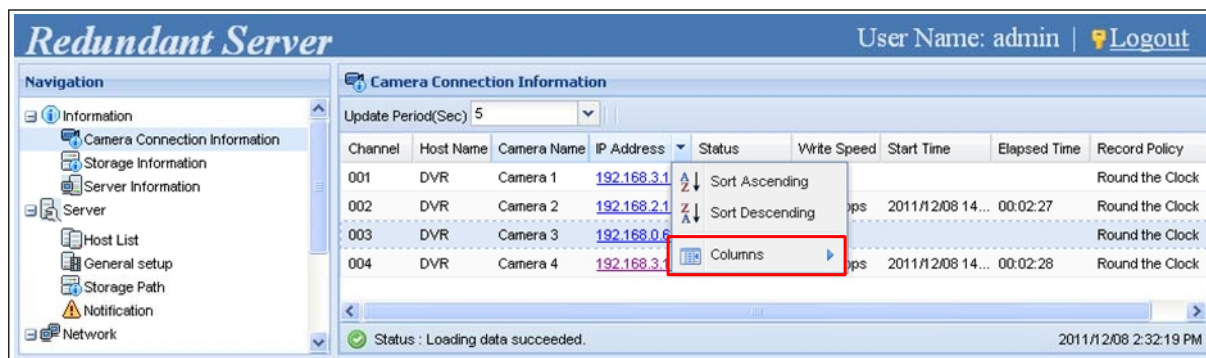 Redundant Server
User Name: admin | Logout
Navigation
Information
Camera Connection Information
Storage Information
Server Information
Server
Host List
General setup
Storage Path
Notification
Network
Camera Connection Information
Update Period(Sec) 5
Channel Host Name Camera Name IP Address Status Write Speed Start Time Elapsed Time Record Policy
001 DVR Camera 1 192.168.3.1 Round the Clock
002 DVR Camera 2 192.168.2.1 2011/12/08 14... 00:02:27 Round the Clock
003 DVR Camera 3 192.168.0.6 Round the Clock
004 DVR Camera 4 192.168.3.1 2011/12/08 14... 00:02:28 Round the Clock
Sort Ascending
Sort Descending
Columns
Status : Loading data succeeded.
2011/12/08 2:32:19 PM